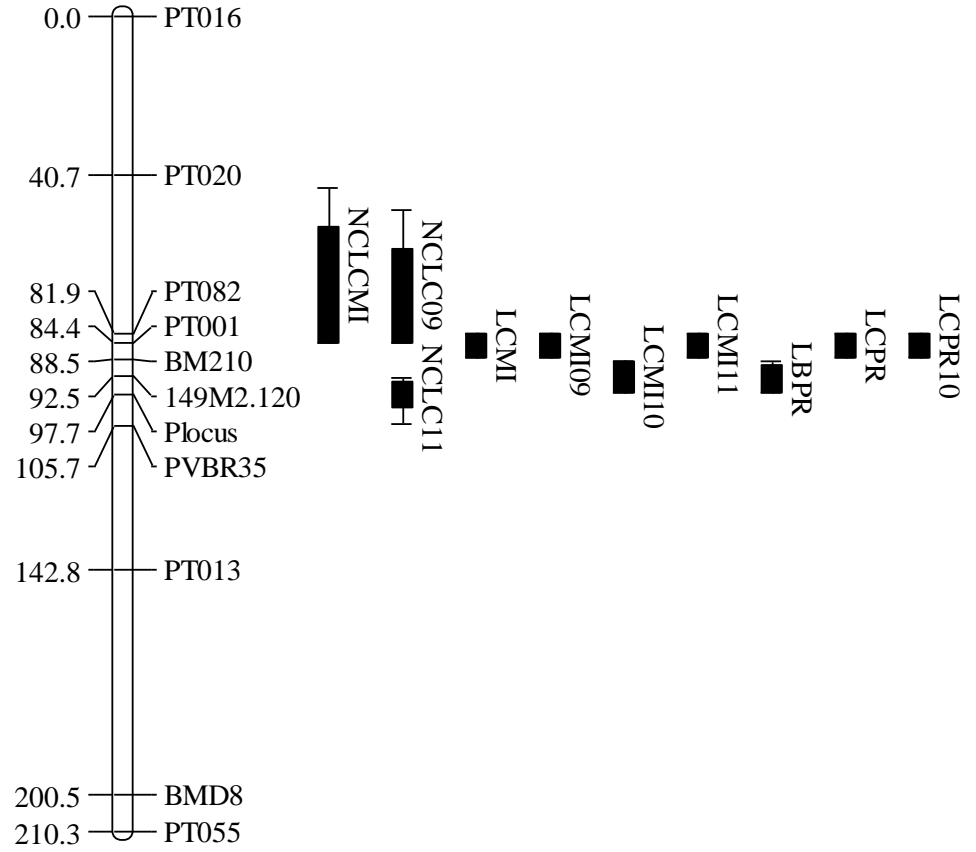 0.0 PT016
40.7 PT020
81.9 PT082
84.4 PT001
88.5 BM210
92.5 149M2.120
97.7 Plocus
105.7 PVBR35
142.8 PT013
200.5 BMD8
210.3 PT055
NCLCMI
NCLC09
NCLC11
LCMI
LCMI09
LCMI10
LCMI11
LBPR
LCPR
LCPR10